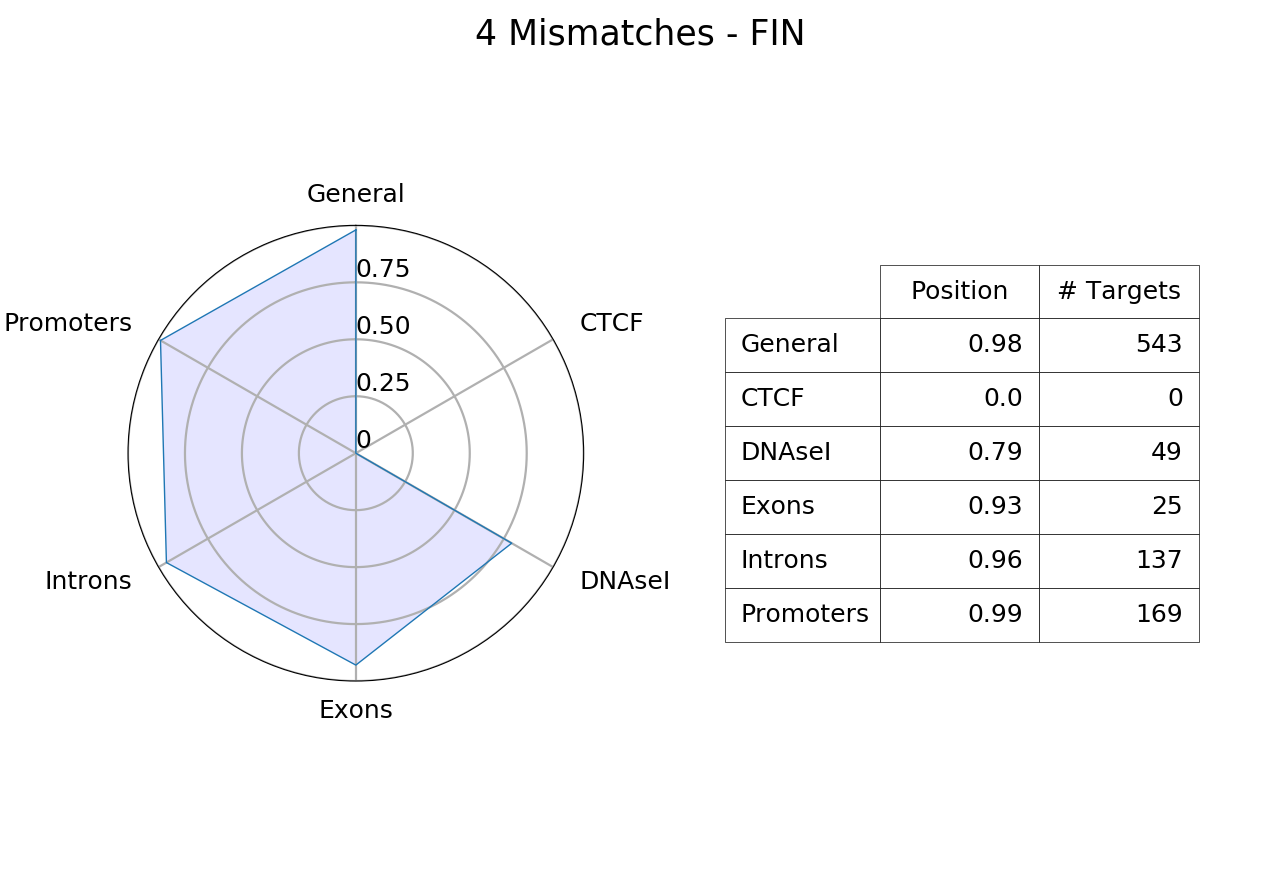 4 Mismatches - FIN
General
0.75
Promoters
CTCF
0.50
0.25
0
Introns
DNAseI
Exons
Position # Targets
General 0.98 543
CTCF 0.0 0
DNAseI 0.79 49
Exons 0.93 25
Introns 0.96 137
Promoters 0.99 169